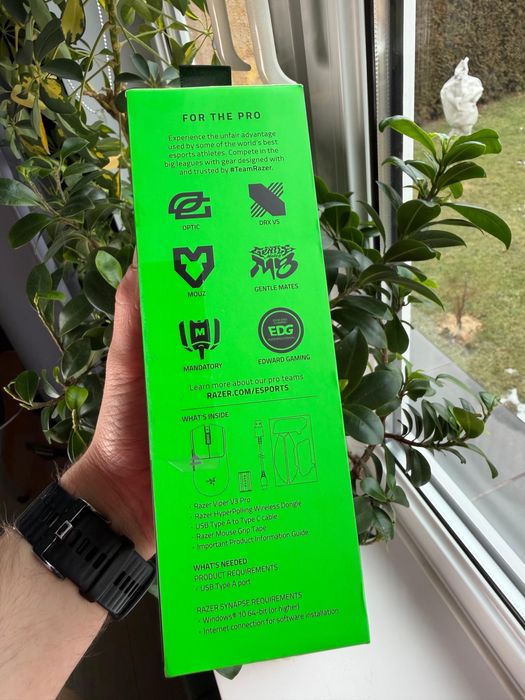 FOR THE PRO
Experience the unfair advantage
used by some of the world's best
esports athletes. Compete in the
big leagues with gear designed with
and trusted by #TeamRazer.
OPTIC
DRX VS
MOUZ
GENTLE MATES
M
EDG
MANDATORY
EDWARD GAMING
Learn more about our pro teams
RAZER.COM/ESPORTS
WHAT'S INSIDE
• Razer Viper V3 Pro
• Razer HyperPolling Wireless Dongle
• USB Type A to Type C cable
• Razer Mouse Grip Tape
• Important Product Information Guide
WHAT'S NEEDED
PRODUCT REQUIREMENTS
• USB Type A port
RAZER SYNAPSE REQUIREMENTS
• Windows® 10 64-bit (or higher)
• Internet connection for software installation